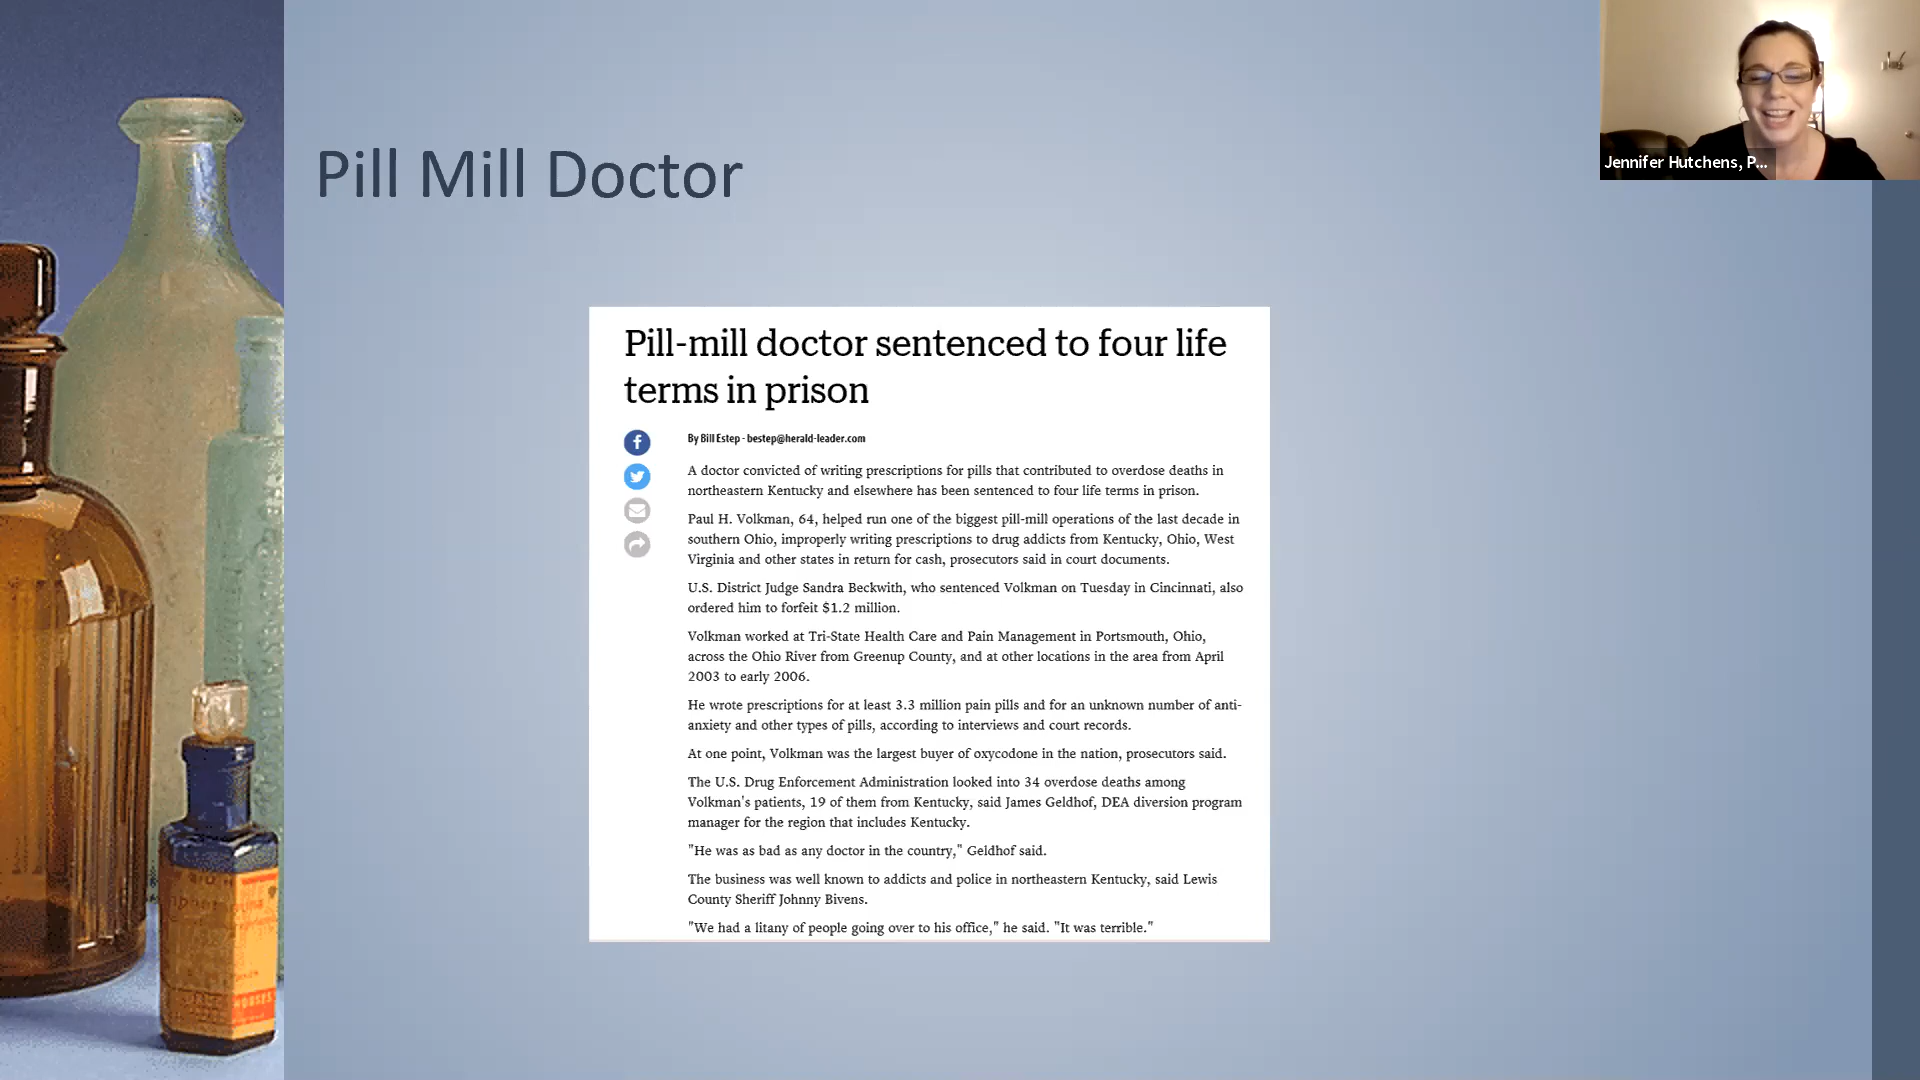 Pill Mill Doctor
Jennifer Hutchens, P...
Pill-mill doctor sentenced to four life
terms in prison
By Bill Estep - bestep@herald-leader.com
A doctor convicted of writing prescriptions for pills that contributed to overdose deaths in
northeastern Kentucky and elsewhere has been sentenced to four life terms in prison.
Paul H. Volkman, 64, helped run one of the biggest pill-mill operations of the last decade in
southern Ohio, improperly writing prescriptions to drug addicts from Kentucky, Ohio, West
Virginia and other states in return for cash, prosecutors said in court documents.
U.S. District Judge Sandra Beckwith, who sentenced Volkman on Tuesday in Cincinnati, also
ordered him to forfeit $1.2 million.
Volkman worked at Tri-State Health Care and Pain Management in Portsmouth, Ohio,
across the Ohio River from Greenup County, and at other locations in the area from April
2003 to early 2006.
He wrote prescriptions for at least 3.3 million pain pills and for an unknown number of anti-
anxiety and other types of pills, according to interviews and court records.
At one point, Volkman was the largest buyer of oxycodone in the nation, prosecutors said.
The U.S. Drug Enforcement Administration looked into 34 overdose deaths among
Volkman's patients, 19 of them from Kentucky, said James Geldhof, DEA diversion program
manager for the region that includes Kentucky.
"He was as bad as any doctor in the country," Geldhof said.
The business was well known to addicts and police in northeastern Kentucky, said Lewis
County Sheriff Johnny Bivens.
"We had a litany of people going over to his office," he said. "It was terrible."